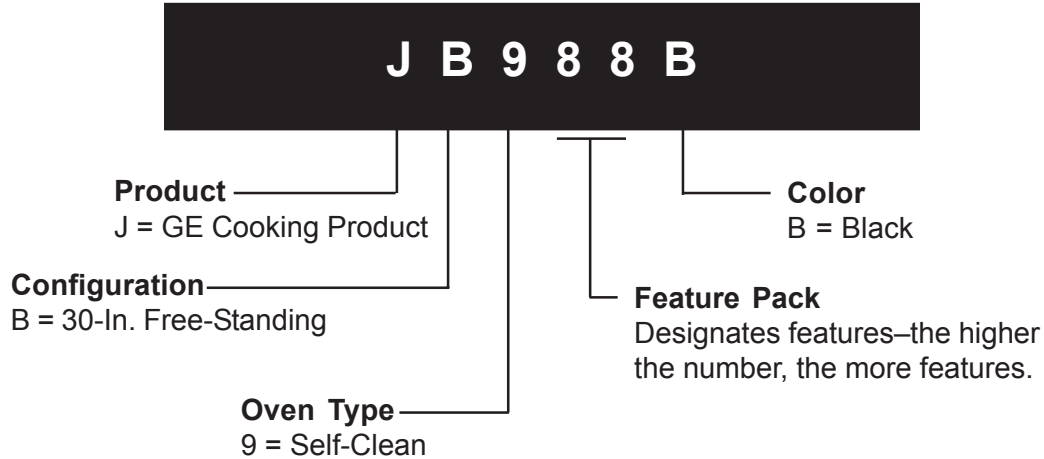 J B 9 8 8 B
Product
J = GE Cooking Product
Configuration
B = 30-In. Free-Standing
Oven Type
9 = Self-Clean
Color
B = Black
Feature Pack
Designates features–the higher
the number, the more features.